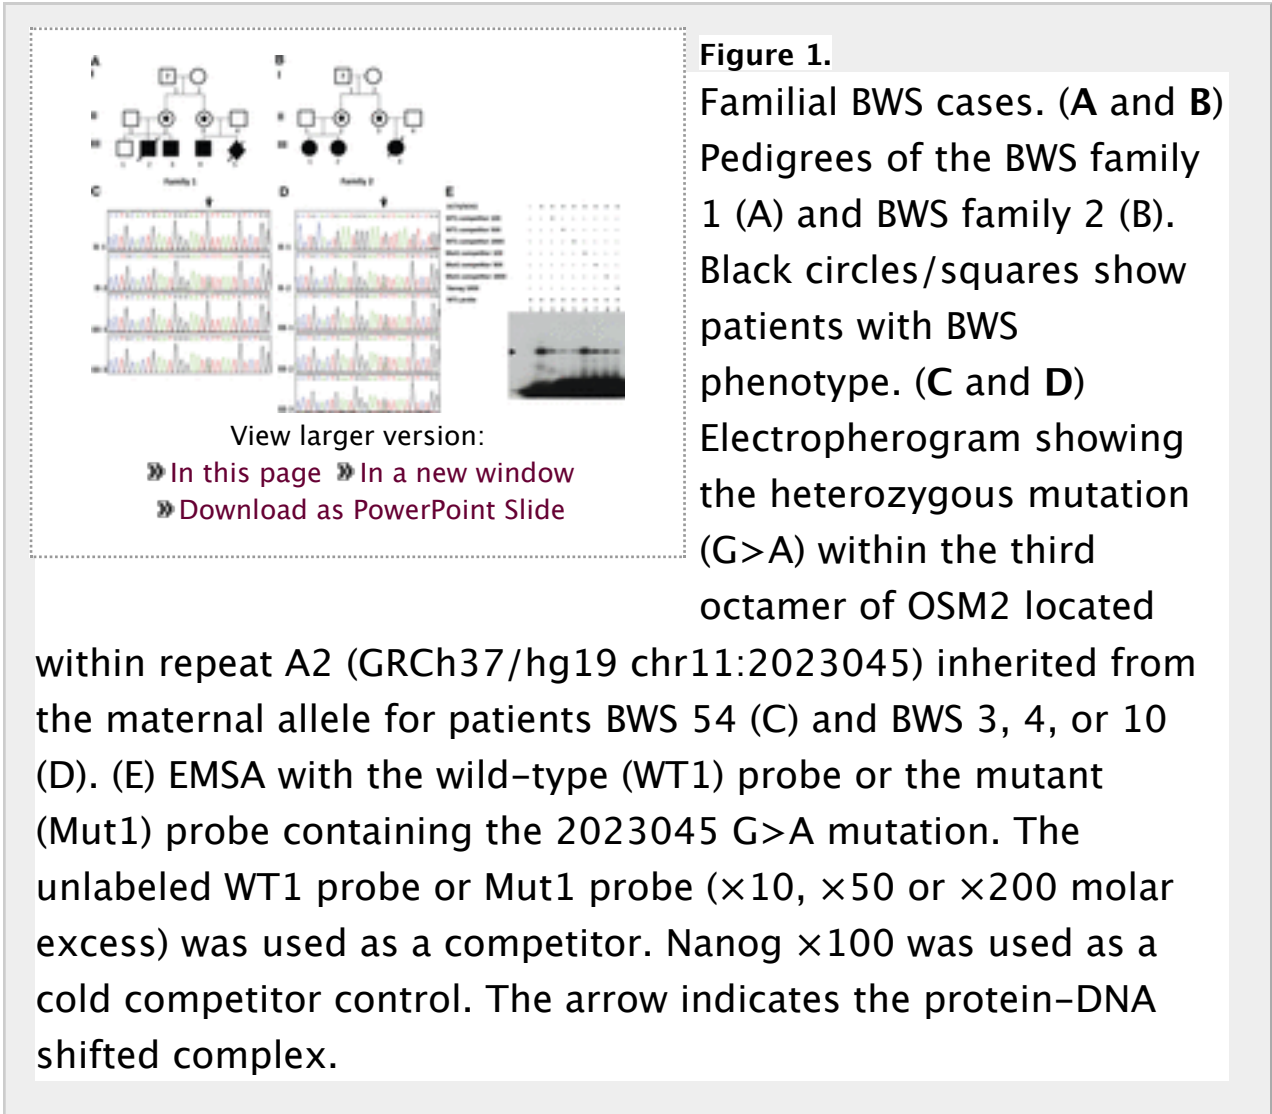 A
B
I
I
II
II
III
III
Family 1
Family 2
C
D
E
View larger version:
In this page In a new window
Download as PowerPoint Slide
Figure 1.
Familial BWS cases. (A and B)
Pedigrees of the BWS family
1 (A) and BWS family 2 (B).
Black circles/squares show
patients with BWS
phenotype. (C and D)
Electropherogram showing
the heterozygous mutation
(G>A) within the third
octamer of OSM2 located
within repeat A2 (GRCh37/hg19 chr11:2023045) inherited from
the maternal allele for patients BWS 54 (C) and BWS 3, 4, or 10
(D). (E) EMSA with the wild–type (WT1) probe or the mutant
(Mut1) probe containing the 2023045 G>A mutation. The
unlabeled WT1 probe or Mut1 probe (×10, ×50 or ×200 molar
excess) was used as a competitor. Nanog ×100 was used as a
cold competitor control. The arrow indicates the protein–DNA
shifted complex.